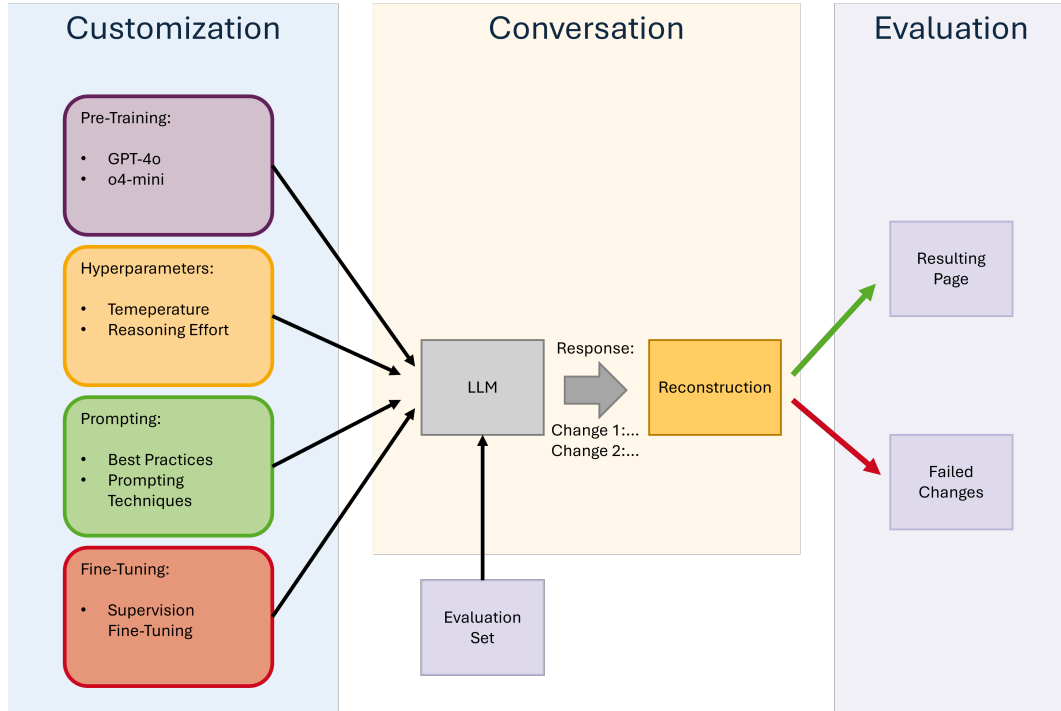 Customization
Pre-Training:
• GPT-4o
• o4-mini
Hyperparameters:
• Temeperature
• Reasoning Effort
Prompting:
• Best Practices
• Prompting
Techniques
Fine-Tuning:
• Supervision
Fine-Tuning
Conversation
LLM
Response:
Change 1:...
Change 2:...
Reconstruction
Evaluation
Set
Evaluation
Resulting
Page
Failed
Changes